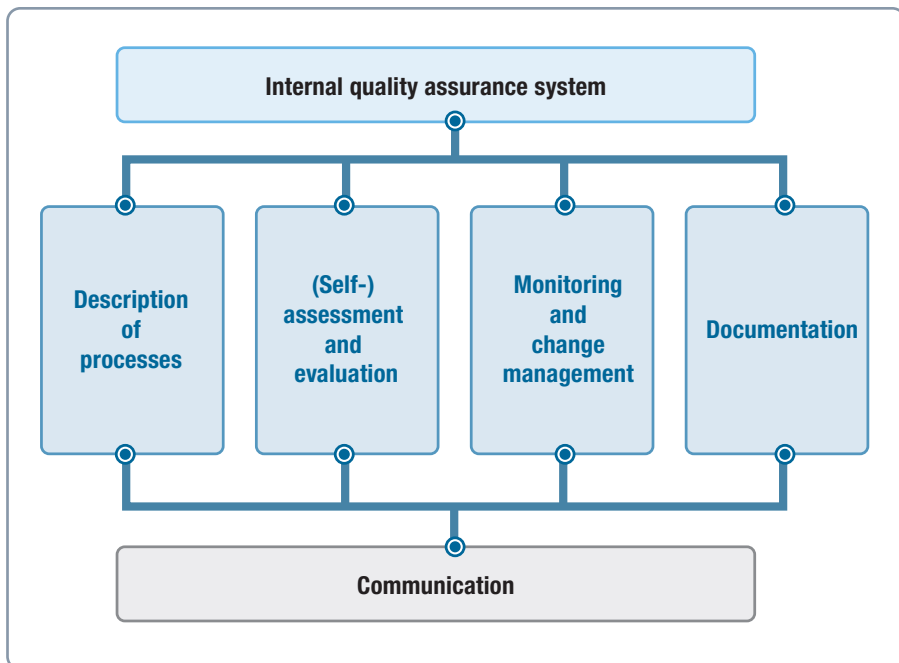 Internal quality assurance system
Description
of
processes
(Self-)
assessment
and
evaluation
Monitoring
and
change
management
Documentation
Communication